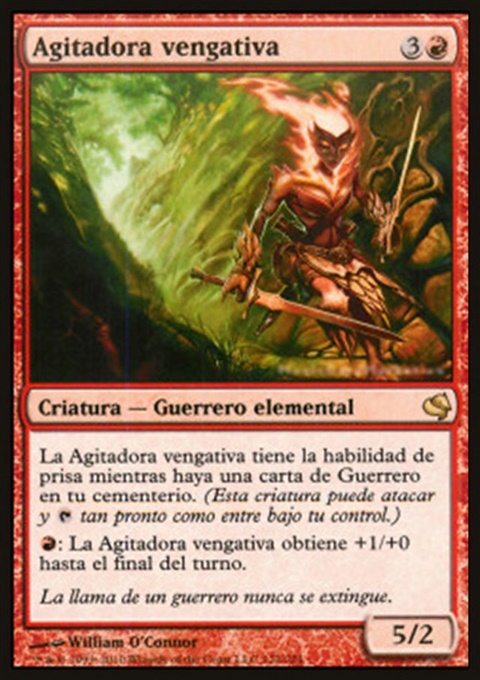 Agitadora vengativa 3
Criatura — Guerrero elemental
La Agitadora vengativa tiene la habilidad de
prisa mientras haya una carta de Guerrero
en tu cementerio. (Esta criatura puede atacar
y tan pronto como entre bajo tu control.)
: La Agitadora vengativa obtiene +1/+0
hasta el final del turno.
La llama de un guerrero nunca se extingue.
William O'Connor
5/2